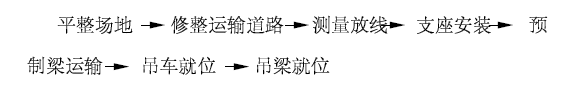 平整场地 → 修整运输道路 → 测量放线 → 支座安装 → 预
制梁运输 → 吊车就位 → 吊梁就位